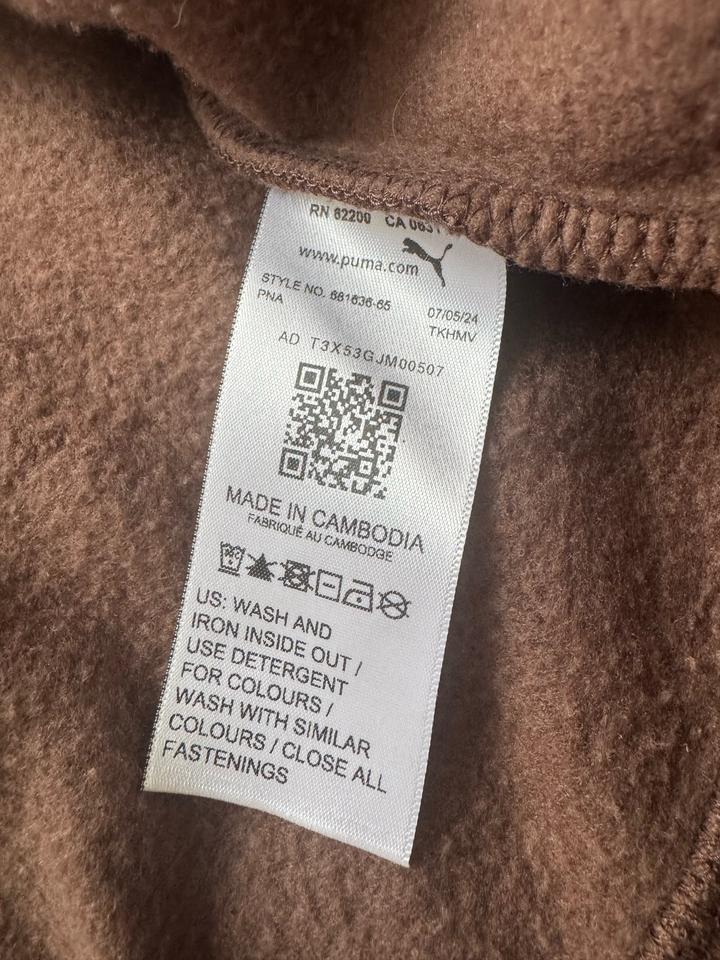 RN 62200 CA
www.puma.com
STYLE NO. 681636-65 07/05/24
PNA TKHMV
AD T3X53GJM00507
MADE IN CAMBODIA
FABRIQUÉ AU CAMBODGE
US: WASH AND
IRON INSIDE OUT /
USE DETERGENT
FOR COLOURS /
WASH WITH SIMILAR
COLOURS / CLOSE ALL
FASTENINGS